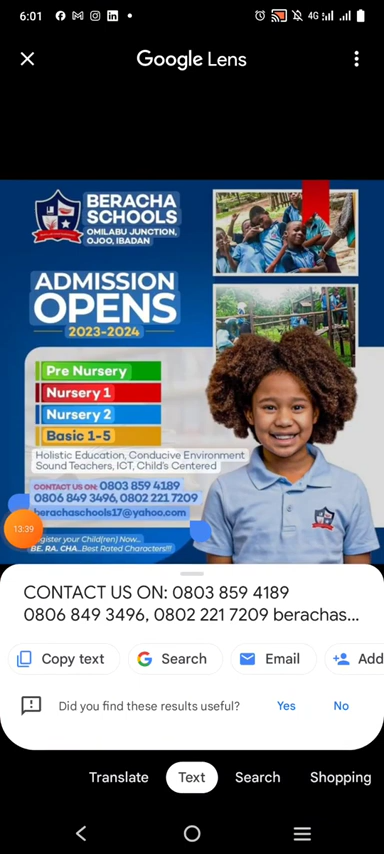 6:01
4G
Google Lens
BERACHA
SCHOOLS
OMILABU JUNCTION,
OJOO, IBADAN
ADMISSION
OPENS
2023-2024
Pre Nursery
Nursery 1
Nursery 2
Basic 1-5
Holistic Education, Conducive Environment
Sound Teachers, ICT, Child's Centered
CONTACT US ON: 0803 859 4189
0806 849 3496, 0802 221 7209
berachaschools17@yahoo.com
13:39
egister your Child(ren) Now...
BE. RA. CHA...Best Rated Characters!!!
CONTACT US ON: 0803 859 4189
0806 849 3496, 0802 221 7209 berachas...
Copy text
Search
Email
Add
Did you find these results useful?
Yes
No
Translate
Text
Search
Shopping